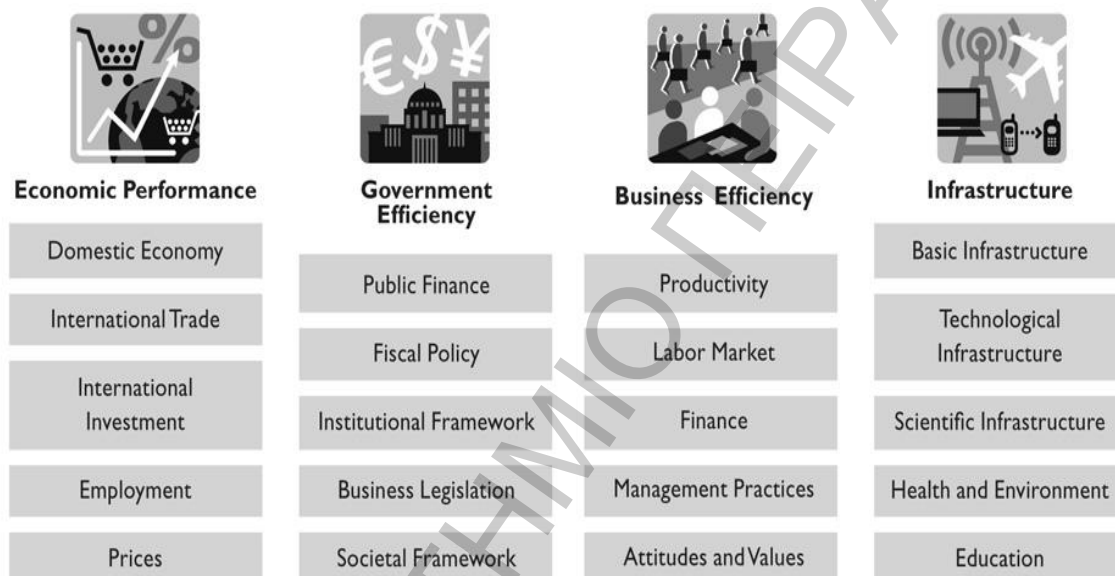 Economic Performance
Domestic Economy
International Trade
International
Investment
Employment
Prices
Government
Efficiency
Public Finance
Fiscal Policy
Institutional Framework
Business Legislation
Societal Framework
Business Efficiency
Productivity
Labor Market
Finance
Management Practices
Attitudes and Values
Infrastructure
Basic Infrastructure
Technological
Infrastructure
Scientific Infrastructure
Health and Environment
Education
%
€$¥